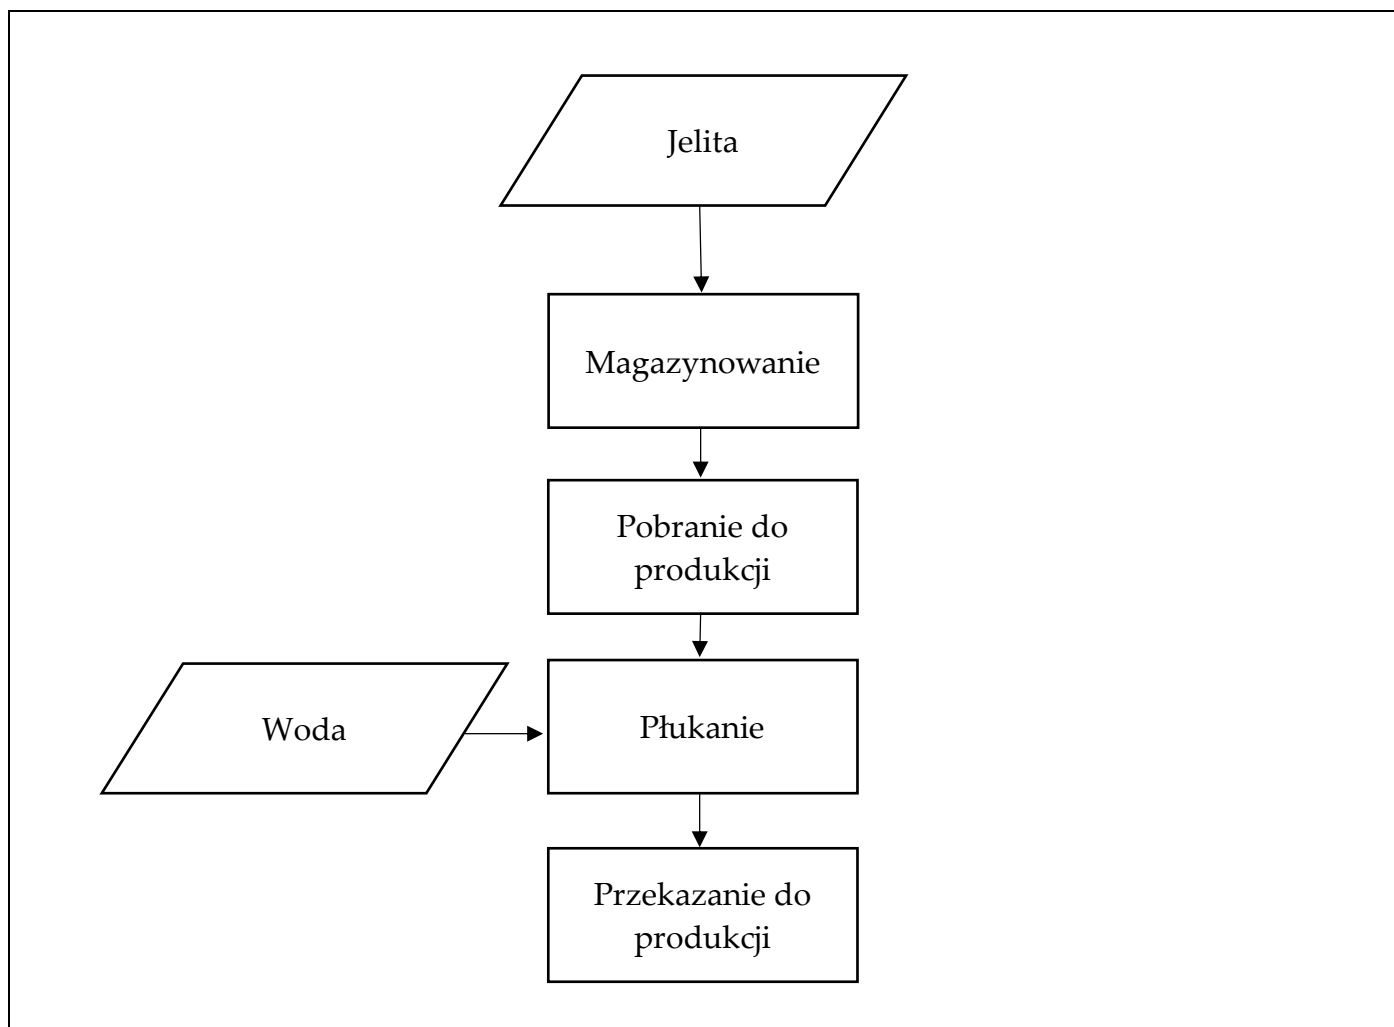 Jelita
Magazynowanie
Pobranie do
produkcji
Woda
Płukanie
Przekazanie do
produkcji